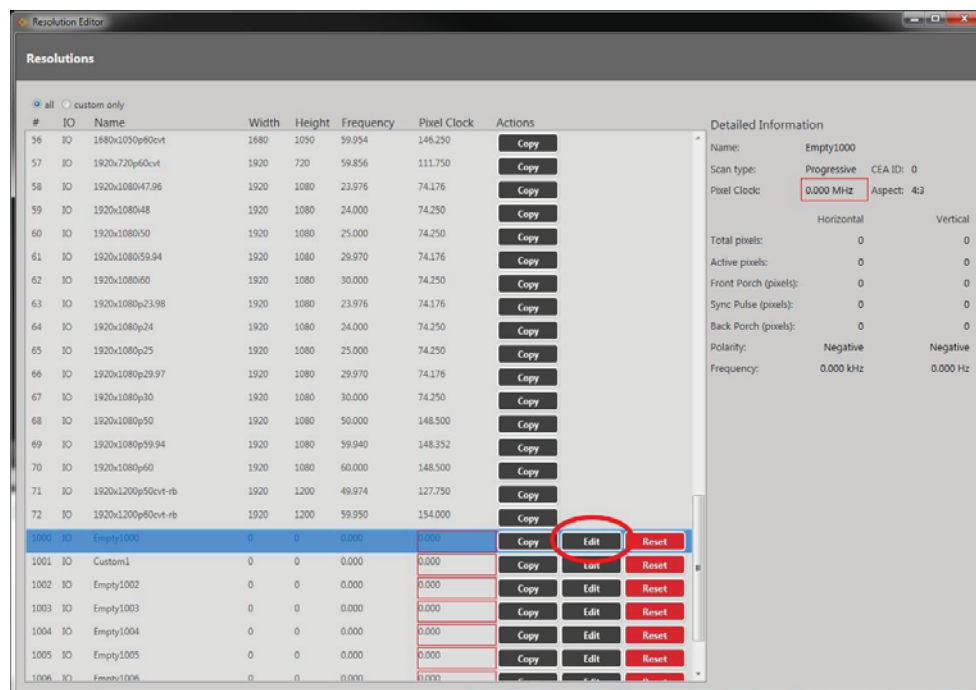 Resolution Editor
Resolutions
all custom only
# IO Name Width Height Frequency Pixel Clock Actions
56 IO 1680x1050p60cvt 1680 1050 59.954 146.250 Copy
57 IO 1920x720p60cvt 1920 720 59.856 111.750 Copy
58 IO 1920x1080i47.96 1920 1080 23.976 74.176 Copy
59 IO 1920x1080i48 1920 1080 24.000 74.250 Copy
60 IO 1920x1080i50 1920 1080 25.000 74.250 Copy
61 IO 1920x1080i59.94 1920 1080 29.970 74.176 Copy
62 IO 1920x1080i60 1920 1080 30.000 74.250 Copy
63 IO 1920x1080p23.98 1920 1080 23.976 74.176 Copy
64 IO 1920x1080p24 1920 1080 24.000 74.250 Copy
65 IO 1920x1080p25 1920 1080 25.000 74.250 Copy
66 IO 1920x1080p29.97 1920 1080 29.970 74.176 Copy
67 IO 1920x1080p30 1920 1080 30.000 74.250 Copy
68 IO 1920x1080p50 1920 1080 50.000 148.500 Copy
69 IO 1920x1080p59.94 1920 1080 59.940 148.352 Copy
70 IO 1920x1080p60 1920 1080 60.000 148.500 Copy
71 IO 1920x1200p50cvt-rb 1920 1200 49.974 127.750 Copy
72 IO 1920x1200p60cvt-rb 1920 1200 59.950 154.000 Copy
1000 IO Empty1000 0 0 0.000 0.000 Copy Edit Reset
1001 IO Custom1 0 0 0.000 0.000 Copy Edit Reset
1002 IO Empty1002 0 0 0.000 0.000 Copy Edit Reset
1003 IO Empty1003 0 0 0.000 0.000 Copy Edit Reset
1004 IO Empty1004 0 0 0.000 0.000 Copy Edit Reset
1005 IO Empty1005 0 0 0.000 0.000 Copy Edit Reset
1006 IO Empty1006 0 0 0.000 0.000
Detailed Information
Name: Empty1000
Scan type: Progressive CEA ID: 0
Pixel Clock: 0.000 MHz Aspect: 4:3
Horizontal Vertical
Total pixels: 0 0
Active pixels: 0 0
Front Porch (pixels): 0 0
Sync Pulse (pixels): 0 0
Back Porch (pixels): 0 0
Polarity: Negative Negative
Frequency: 0.000 kHz 0.000 Hz